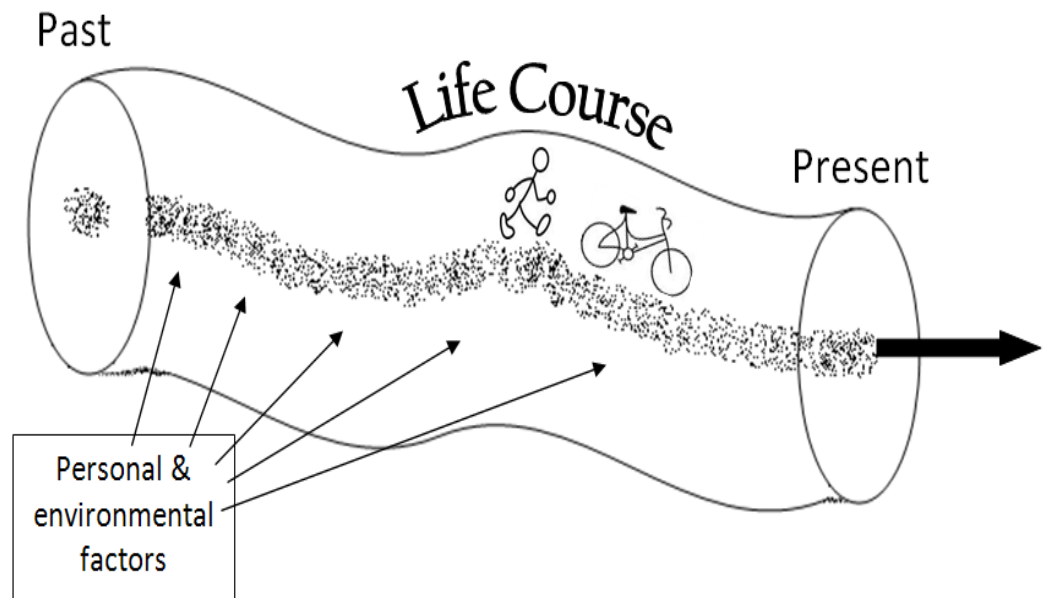 Past
Life Course
Present
Personal &
environmental
factors